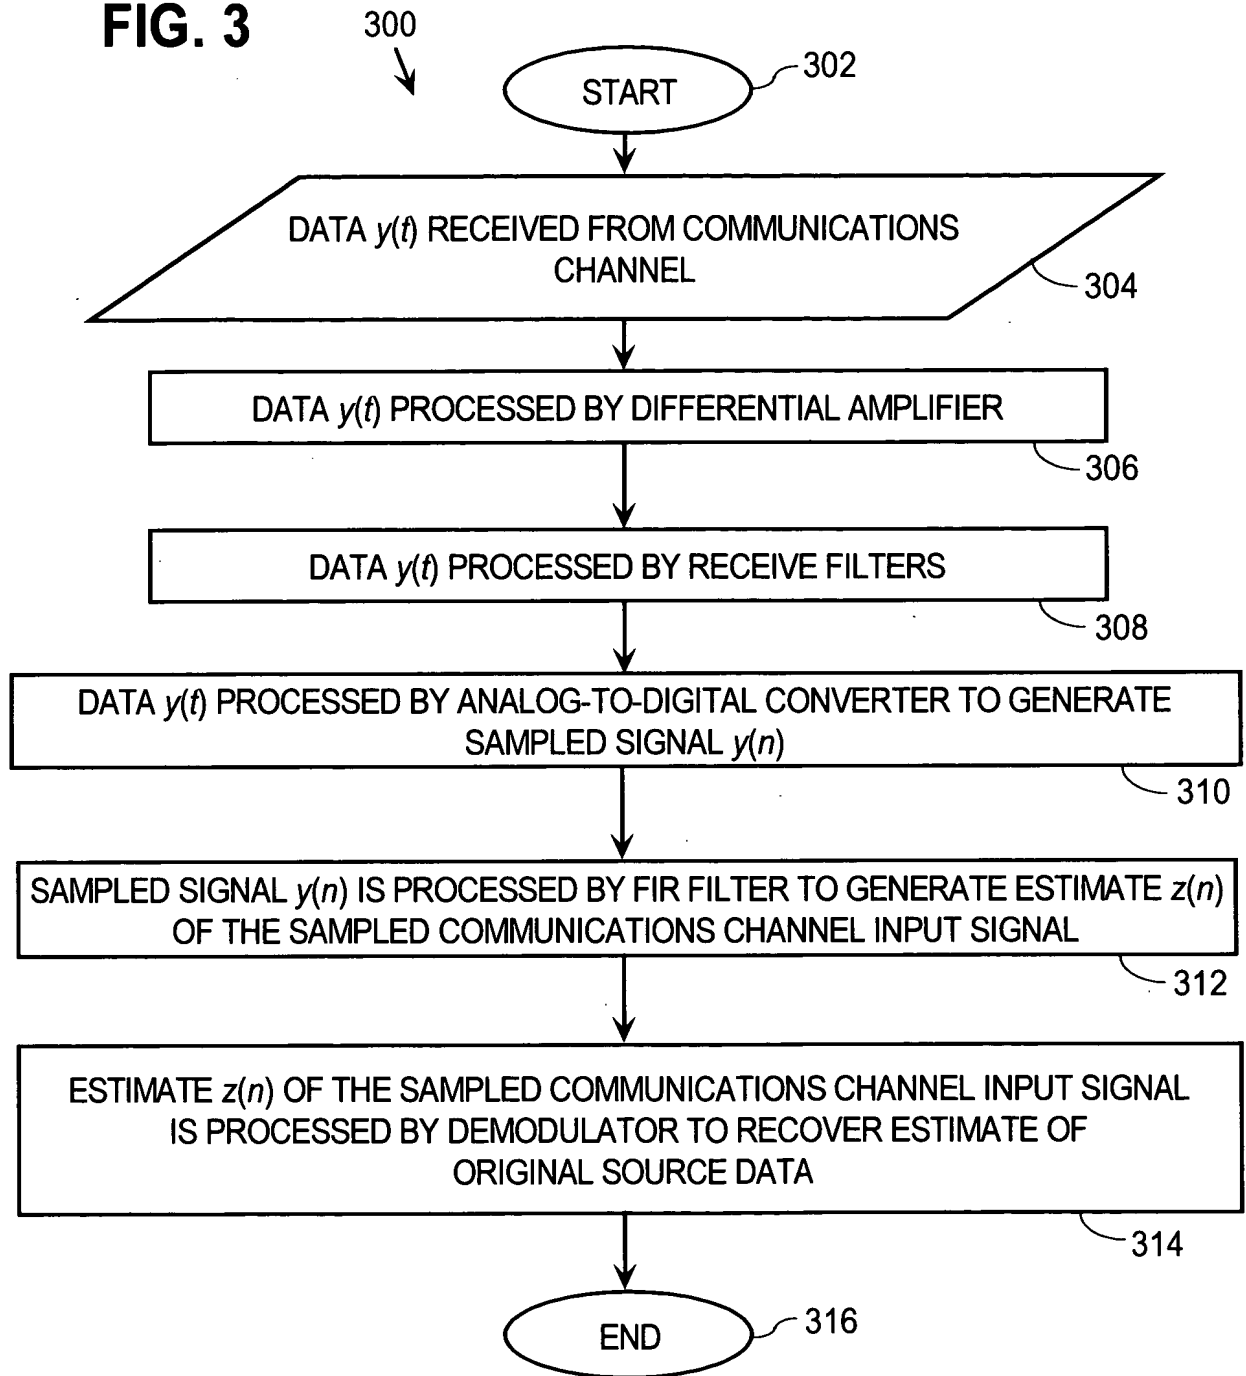 FIG. 3
300
START
302
DATA y(t) RECEIVED FROM COMMUNICATIONS
CHANNEL
304
DATA y(t) PROCESSED BY DIFFERENTIAL AMPLIFIER
306
DATA y(t) PROCESSED BY RECEIVE FILTERS
308
DATA y(t) PROCESSED BY ANALOG-TO-DIGITAL CONVERTER TO GENERATE
SAMPLED SIGNAL y(n)
310
SAMPLED SIGNAL y(n) IS PROCESSED BY FIR FILTER TO GENERATE ESTIMATE z(n)
OF THE SAMPLED COMMUNICATIONS CHANNEL INPUT SIGNAL
312
ESTIMATE z(n) OF THE SAMPLED COMMUNICATIONS CHANNEL INPUT SIGNAL
IS PROCESSED BY DEMODULATOR TO RECOVER ESTIMATE OF
ORIGINAL SOURCE DATA
314
END
316